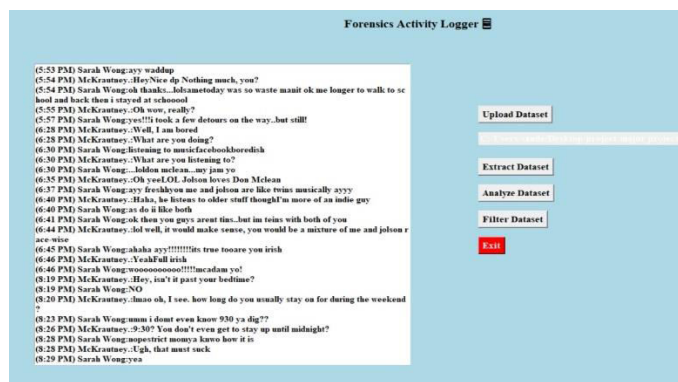 Forensics Activity Logger
(5:53 PM) Sarah Wong:ayy waddup
(5:54 PM) McKrautney.:HeyNice dp Nothing much, you?
(5:54 PM) Sarah Wong:oh thanks...lolsametoday was so waste manit ok me longer to walk to sc
hool and back then i stayed at schooool
(5:55 PM) McKrautney.:Oh wow, really?
(5:57 PM) Sarah Wong:yes!!!i took a few detours on the way..but still!
(6:28 PM) McKrautney.:Well, I am bored
(6:28 PM) McKrautney.:What are you doing?
(6:30 PM) Sarah Wong:listening to musicfacebookboredish
(6:30 PM) McKrautney.:What are you listening to?
(6:30 PM) Sarah Wong:...loldon mclean...my jam yo
(6:35 PM) McKrautney.:Oh yeeLOL Jolson loves Don Mclean
(6:37 PM) Sarah Wong:ayy freshhyou me and jolson are like twins musically ayyy
(6:40 PM) McKrautney.:Haha, he listens to older stuff thoughI'm more of an indie guy
(6:40 PM) Sarah Wong:as do ii like both
(6:41 PM) Sarah Wong:ok then you guys arent tins..but im teins with both of you
(6:44 PM) McKrautney.:lol well, it would make sense, you would be a mixture of me and jolson r
ace-wise
(6:45 PM) Sarah Wong:ahaha ayy!!!!!!!!its true tooare you irish
(6:46 PM) McKrautney.:YeahFull irish
(6:46 PM) Sarah Wong:woooooooooo!!!!!mcadam yo!
(8:19 PM) McKrautney.:Hey, isn't it past your bedtime?
(8:19 PM) Sarah Wong:NO
(8:20 PM) McKrautney.:lmao oh, I see. how long do you usually stay on for during the weekend
?
(8:23 PM) Sarah Wong:umm i domt even know 930 ya dig??
(8:26 PM) McKrautney.:9:30? You don't even get to stay up until midnight?
(8:28 PM) Sarah Wong:nopestrict momya knwo how it is
(8:28 PM) McKrautney.:Ugh, that must suck
(8:29 PM) Sarah Wong:yea
Upload Dataset
Extract Dataset
Analyze Dataset
Filter Dataset
Exit